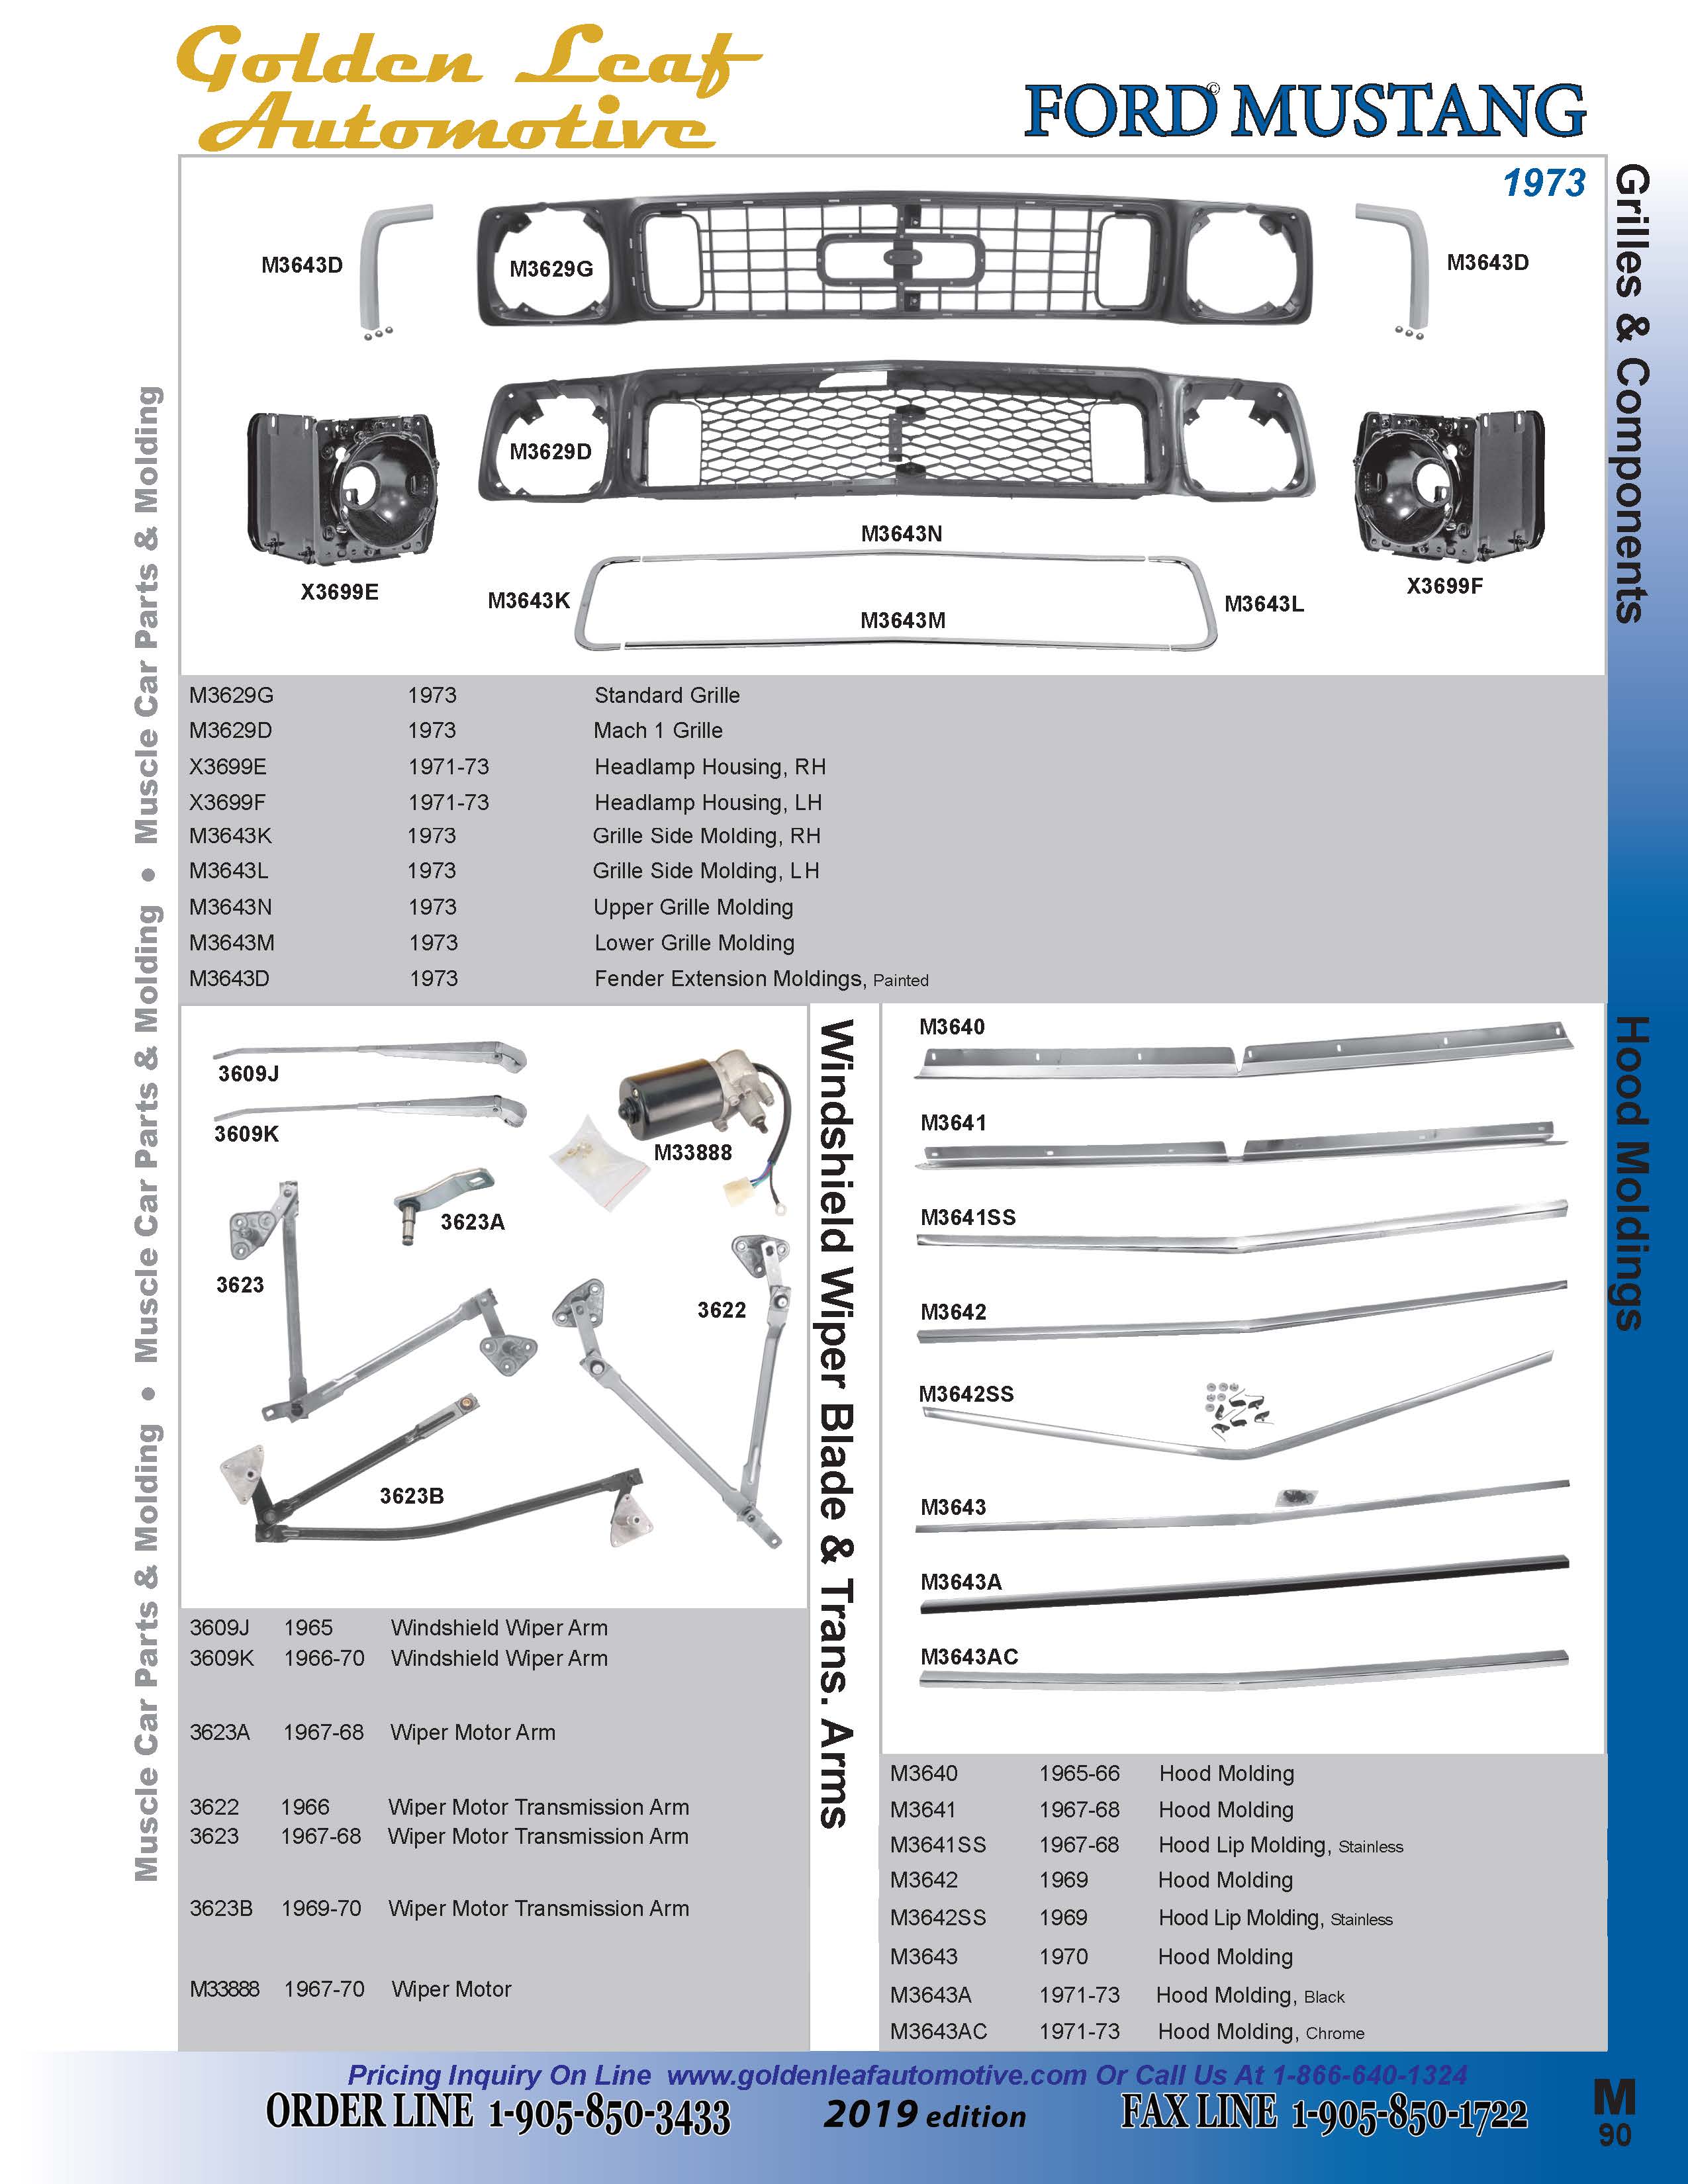 Golden Leaf
Automotive
FORD© MUSTANG
1973
Grilles & Components
M3643D
M3629G
M3643D
M3629D
X3699E
X3699F
M3643N
M3643K
M3643L
M3643M
M3629G 1973 Standard Grille
M3629D 1973 Mach 1 Grille
X3699E 1971-73 Headlamp Housing, RH
X3699F 1971-73 Headlamp Housing, LH
M3643K 1973 Grille Side Molding, RH
M3643L 1973 Grille Side Molding, LH
M3643N 1973 Upper Grille Molding
M3643M 1973 Lower Grille Molding
M3643D 1973 Fender Extension Moldings, Painted
Muscle Car Parts & Molding • Muscle Car Parts & Molding • Muscle Car Parts & Molding
Windshield Wiper Blade & Trans. Arms
3609J
3609K
M33888
3623A
3623
3622
3623B
3609J 1965 Windshield Wiper Arm
3609K 1966-70 Windshield Wiper Arm
3623A 1967-68 Wiper Motor Arm
3622 1966 Wiper Motor Transmission Arm
3623 1967-68 Wiper Motor Transmission Arm
3623B 1969-70 Wiper Motor Transmission Arm
M33888 1967-70 Wiper Motor
Hood Moldings
M3640
M3641
M3641SS
M3642
M3642SS
M3643
M3643A
M3643AC
M3640 1965-66 Hood Molding
M3641 1967-68 Hood Molding
M3641SS 1967-68 Hood Lip Molding, Stainless
M3642 1969 Hood Molding
M3642SS 1969 Hood Lip Molding, Stainless
M3643 1970 Hood Molding
M3643A 1971-73 Hood Molding, Black
M3643AC 1971-73 Hood Molding, Chrome
Pricing Inquiry On Line www.goldenleafautomotive.com Or Call Us At 1-866-640-1324
ORDER LINE 1-905-850-3433
2019 edition
FAX LINE 1-905-850-1722
M
90